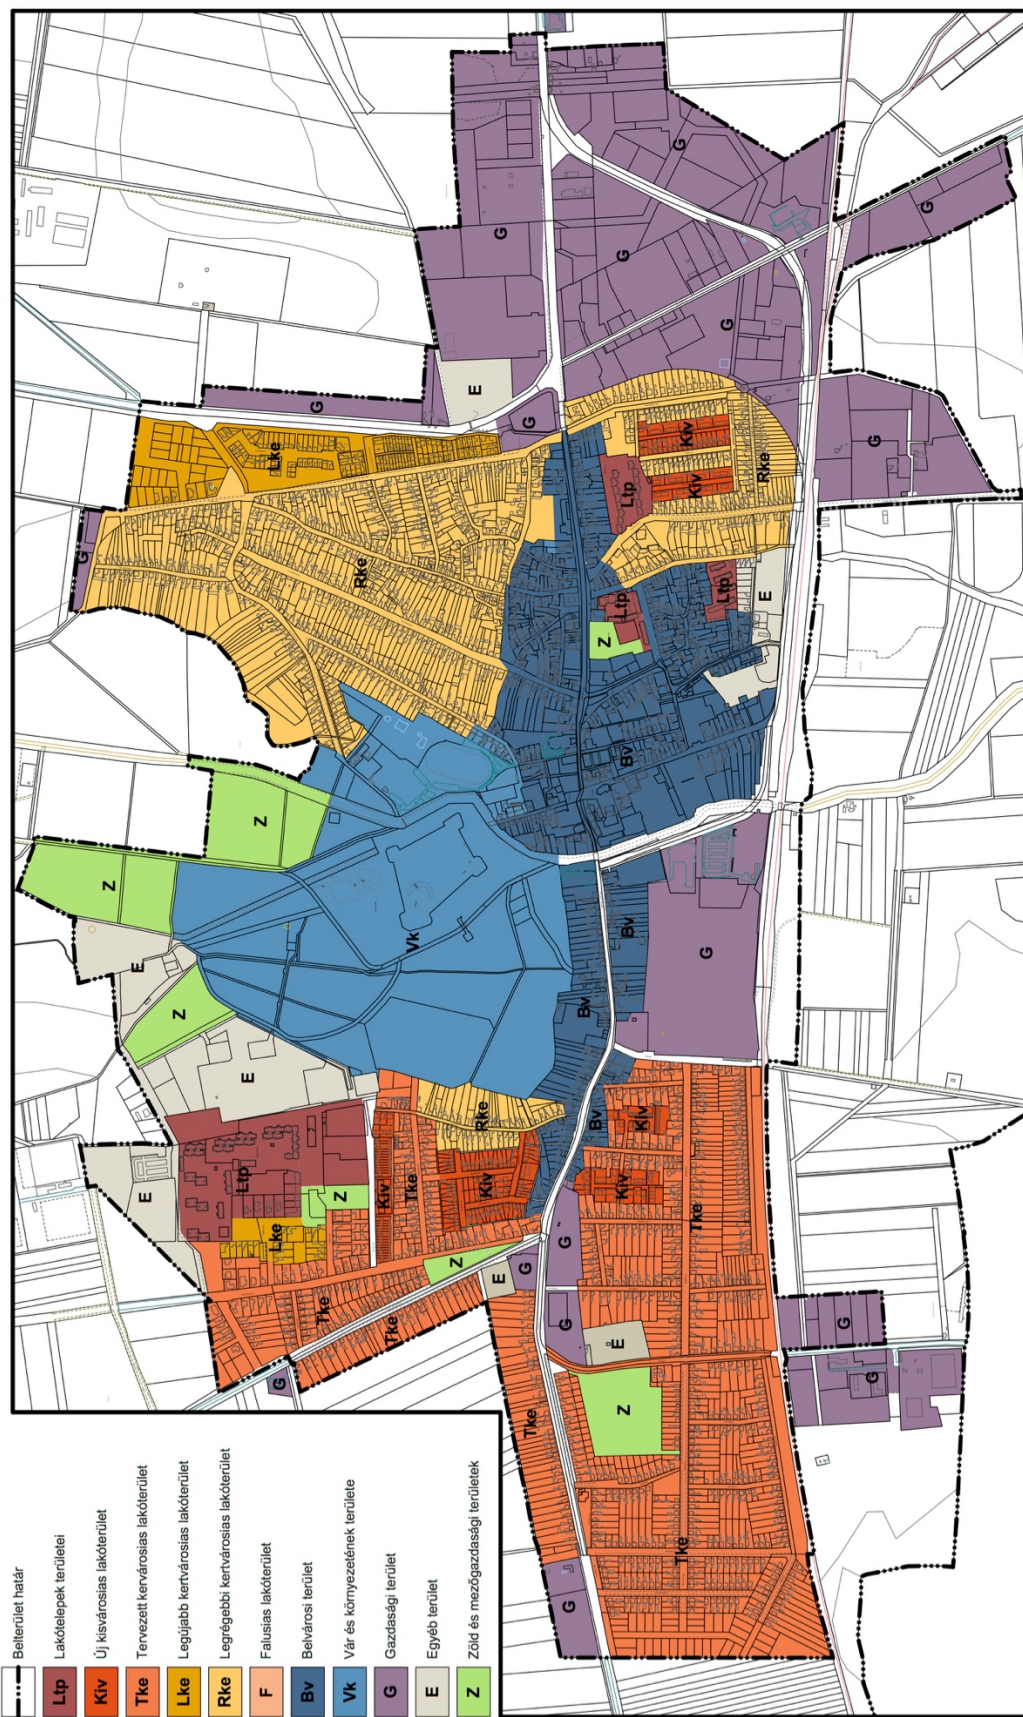 Belterület határ
Ltp Lakótelepek területei
Kiv Új kisvárosias lakóterület
Tke Tervezett kervárosias lakóterület
Lke Legújabb kertvárosias lakóterület
Rke Legrégebbi kertvárosias lakóterület
F Falusias lakóterület
Bv Belvárosi terület
Vk Vár és környezetének területe
G Gazdasági terület
E Egyéb terület
Z Zöld és mezőgazdasági területek
G
Z
E
E
Z
Ltp
E
Z
Lke
Lke
G
G
Tke
Z
Rke
Kiv
Tke
Tke
Vk
Z
E
Rke
Kiv
E
G
G
G
Tke
G
G
G
Bv
Bv
Z
E
Z
Kiv
Ltp
G
Bv
Bv
Ltp
Kiv
G
Tke
Kiv
Kiv
Tke
G
Ltp
G
Rke
E
G
G
G
G